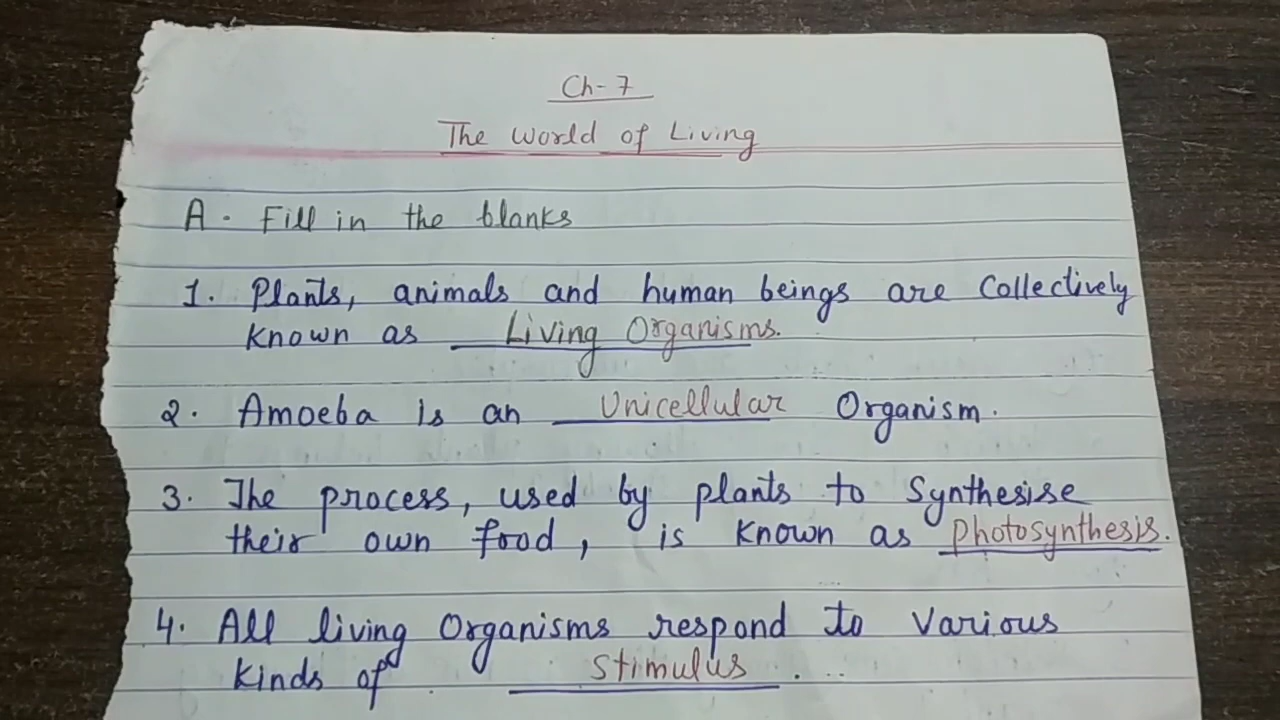 Ch-7
The World of Living
A. Fill in the blanks
1. Plants, animals and human beings are Collectively
Known as Living Organisms.
2. Amoeba is an Unicellular Organism.
3. The process, used by plants to Synthesise
their own food, is known as Photosynthesis.
4. All living Organisms respond to Various
Kinds of Stimulus.